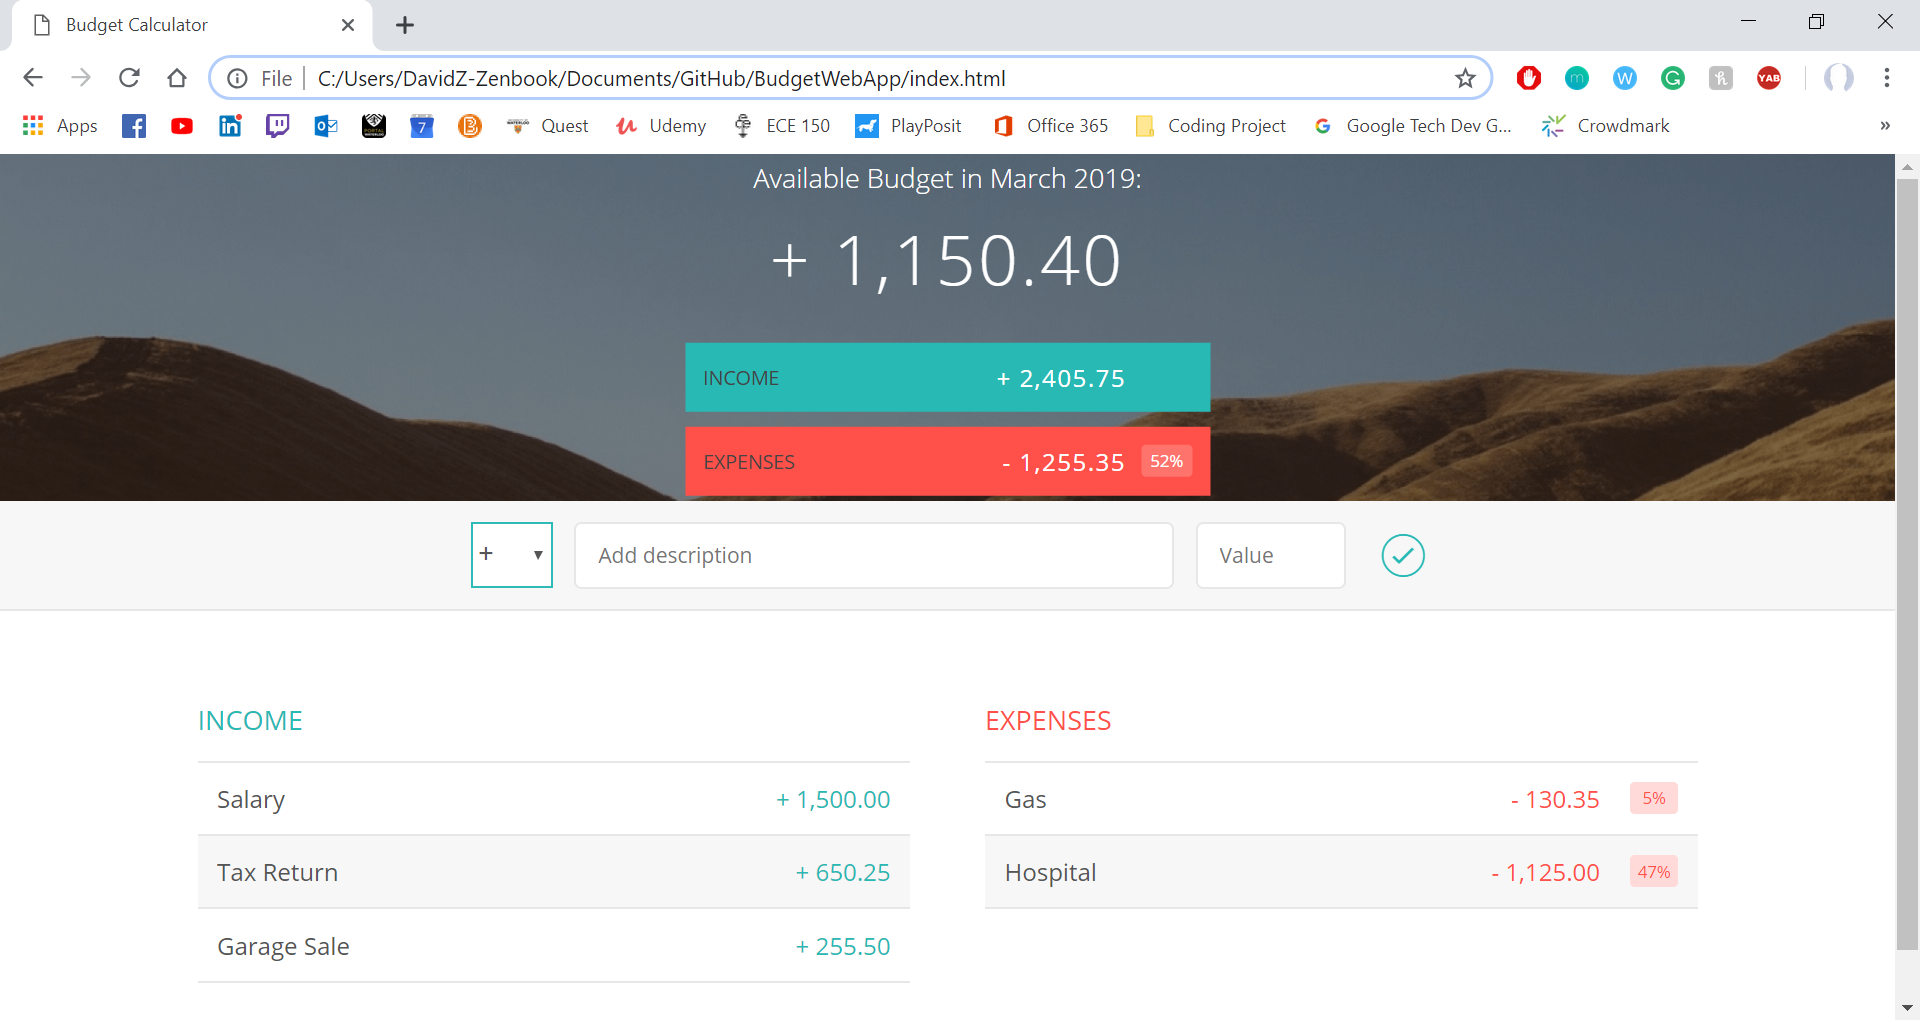 Budget Calculator
File C:/Users/DavidZ-Zenbook/Documents/GitHub/BudgetWebApp/index.html
Apps 7 Quest Udemy ECE 150 PlayPosit Office 365 Coding Project Google Tech Dev G... Crowdmark »
Available Budget in March 2019:
+ 1,150.40
INCOME + 2,405.75
EXPENSES - 1,255.35 52%
+ Add description Value
INCOME
Salary + 1,500.00
Tax Return + 650.25
Garage Sale + 255.50
EXPENSES
Gas - 130.35 5%
Hospital - 1,125.00 47%